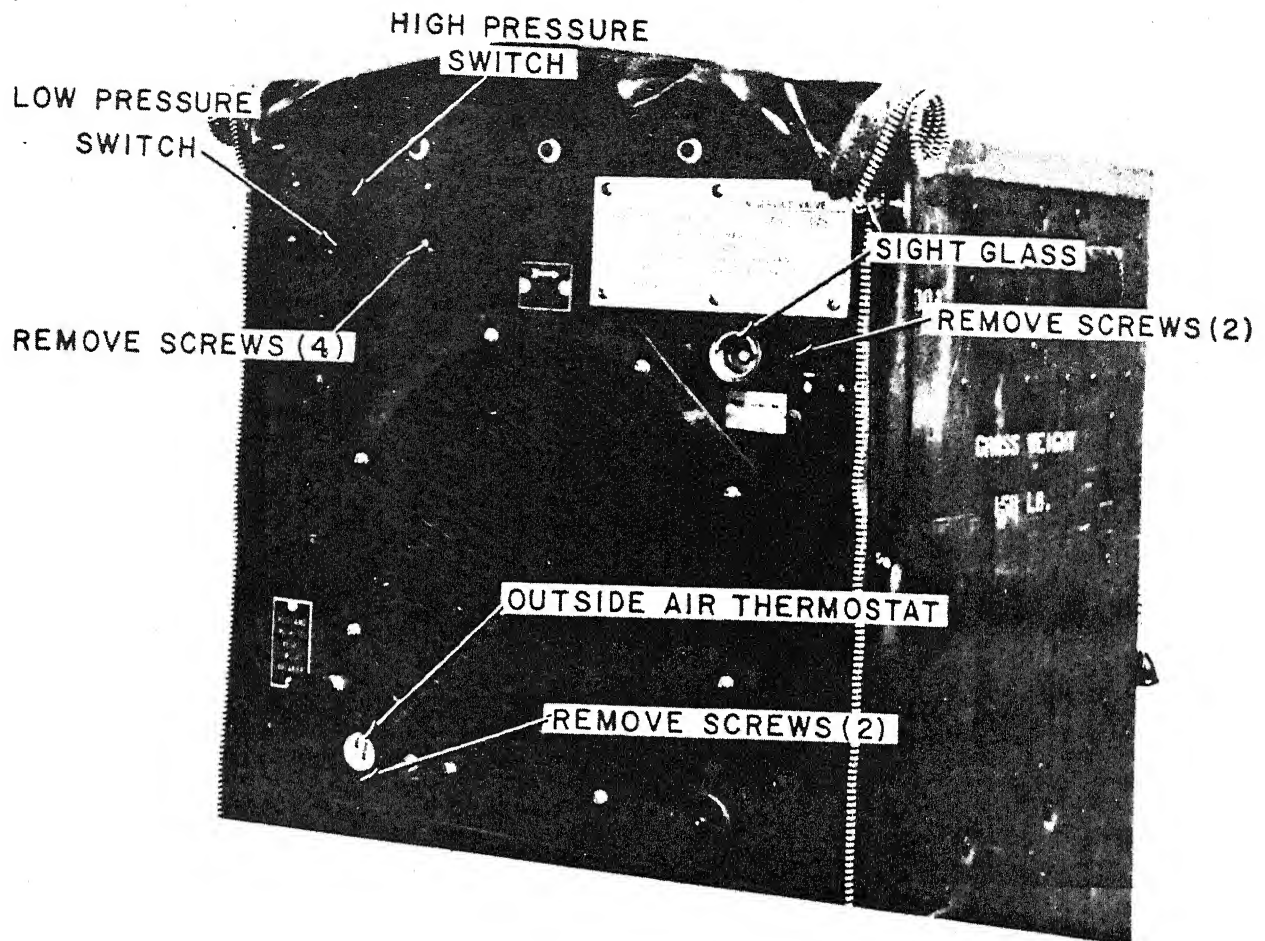 HIGH PRESSURE
SWITCH
LOW PRESSURE
SWITCH
SIGHT GLASS
REMOVE SCREWS (2)
REMOVE SCREWS (4)
GROSS WEIGHT
LB.
OUTSIDE AIR THERMOSTAT
REMOVE SCREWS (2)